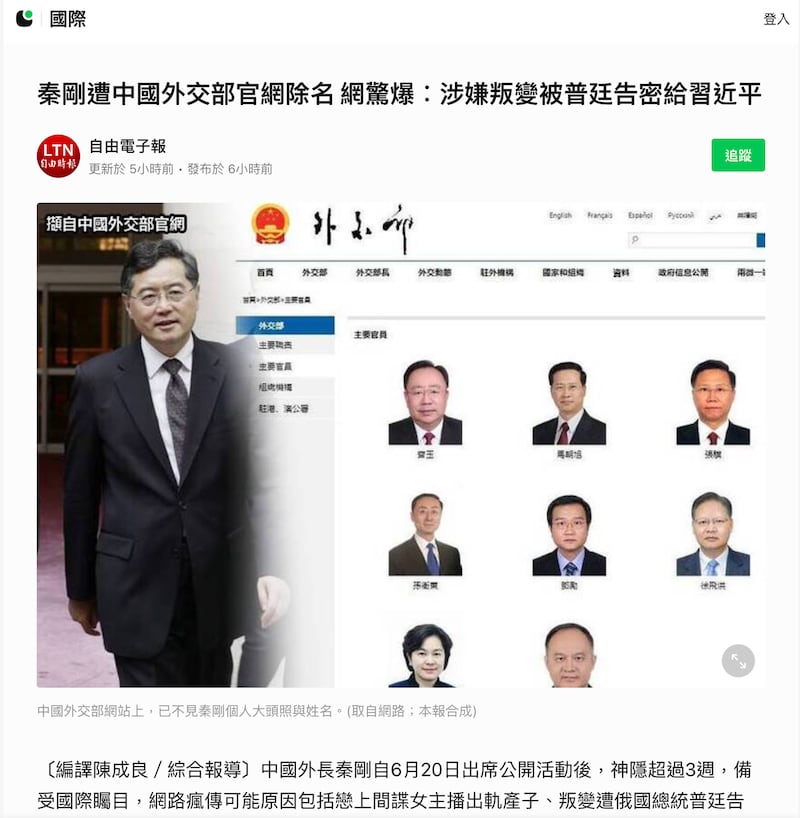 國際
登入
秦剛遭中國外交部官網除名 網驚爆：涉嫌叛變被普廷告密給習近平
LTN
自由時報
自由電子報
更新於 5小時前・發布於 6小時前
追蹤
擷自中國外交部官網
外交部
English Français Español Русский عربي
首頁 外交部 外交部長 外交動態 駐外機構 國家和組織 資料 政府信息公開 兩微一
首頁>外交部>主要官員
外交部
主要職責
主要官員
組織機構
駐港、澳公署
主要官員
齊玉 馬朝旭 張驥
孫衛東 鄧勵 徐飛洪
中國外交部網站上，已不見秦剛個人大頭照與姓名。(取自網路；本報合成)
〔編譯陳成良／綜合報導〕中國外長秦剛自6月20日出席公開活動後，神隱超過3週，備
受國際矚目，網路瘋傳可能原因包括戀上間諜女主播出軌產子、叛變遭俄國總統普廷告